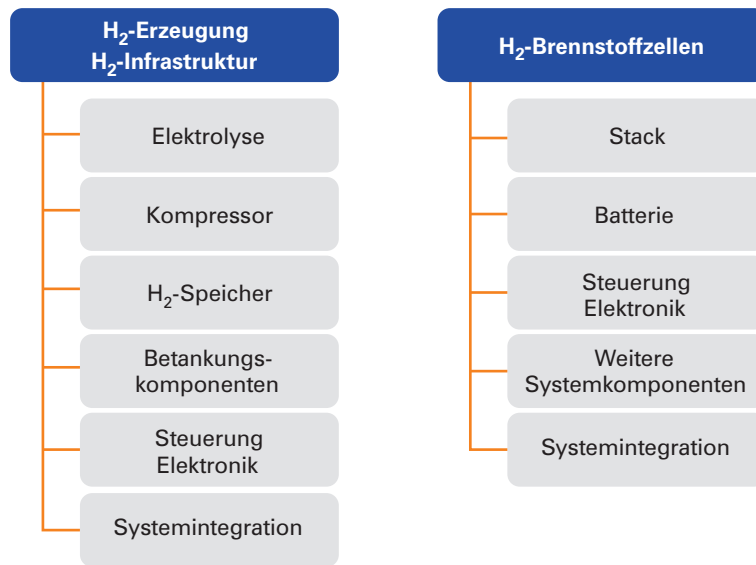 H₂-Erzeugung
H₂-Infrastruktur
Elektrolyse
Kompressor
H₂-Speicher
Betankungs-
komponenten
Steuerung
Elektronik
Systemintegration
H₂-Brennstoffzellen
Stack
Batterie
Steuerung
Elektronik
Weitere
Systemkomponenten
Systemintegration